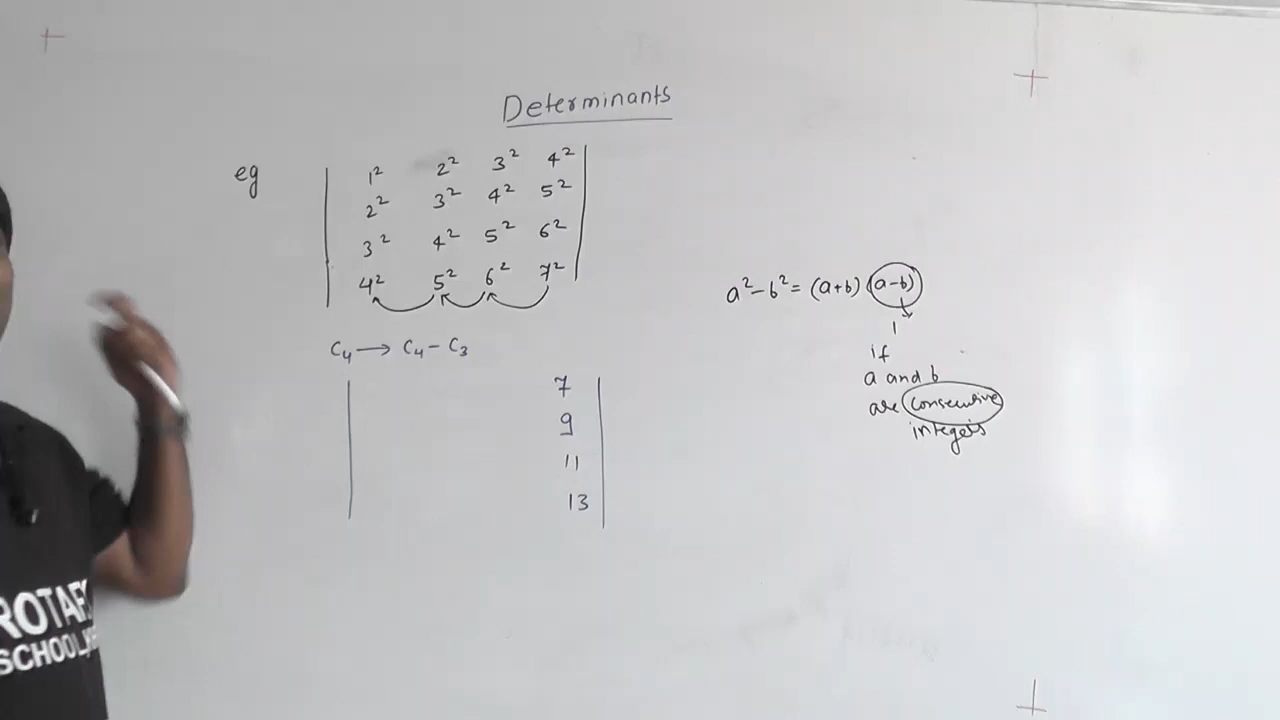 Determinants
eg
1² 2² 3² 4²
2² 3² 4² 5²
3² 4² 5² 6²
4² 5² 6² 7²
C₄ → C₄ − C₃
7
9
11
13
a² − b² = (a+b) (a−b)
1
if
a and b
are consecutive
integers
SCHOOL